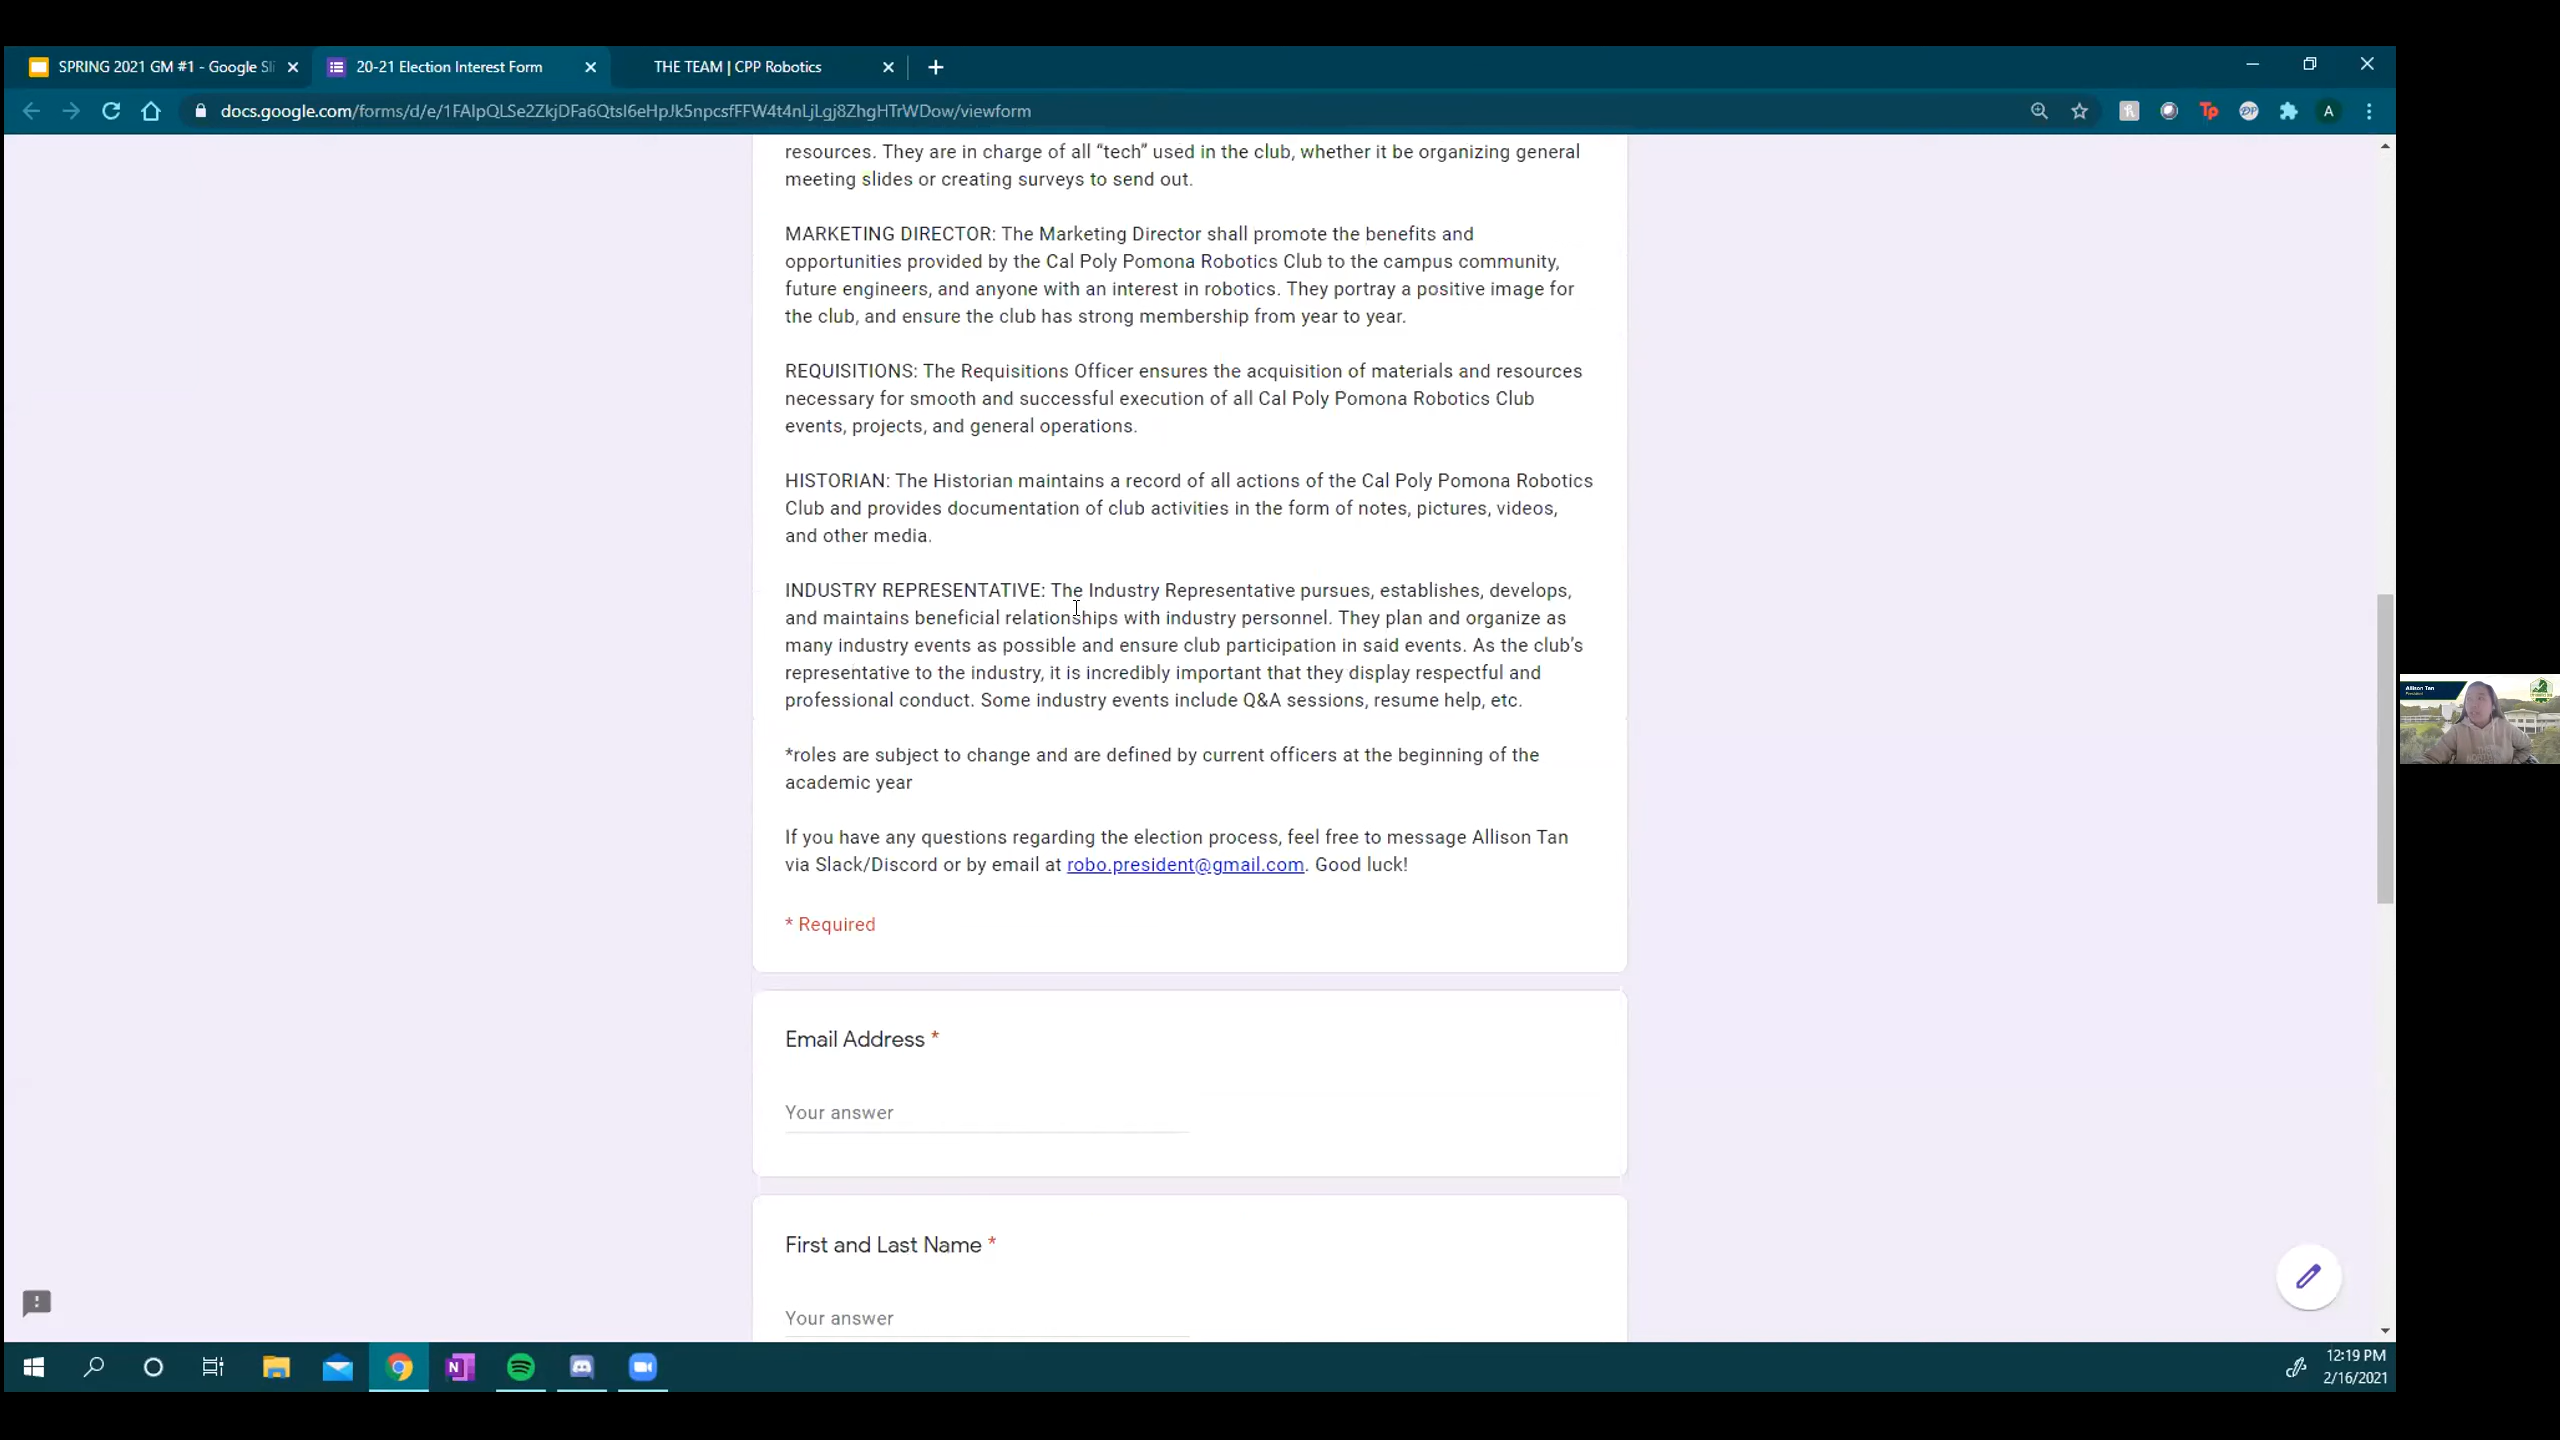 SPRING 2021 GM #1 - Google Sli
20-21 Election Interest Form
THE TEAM | CPP Robotics
docs.google.com/forms/d/e/1FAIpQLSe2ZkjDFa6QtsI6eHpJk5npcsfFFW4t4nLjLgj8ZhgHTrWDow/viewform
Tp
DP
A
resources. They are in charge of all “tech” used in the club, whether it be organizing general
meeting slides or creating surveys to send out.
MARKETING DIRECTOR: The Marketing Director shall promote the benefits and
opportunities provided by the Cal Poly Pomona Robotics Club to the campus community,
future engineers, and anyone with an interest in robotics. They portray a positive image for
the club, and ensure the club has strong membership from year to year.
REQUISITIONS: The Requisitions Officer ensures the acquisition of materials and resources
necessary for smooth and successful execution of all Cal Poly Pomona Robotics Club
events, projects, and general operations.
HISTORIAN: The Historian maintains a record of all actions of the Cal Poly Pomona Robotics
Club and provides documentation of club activities in the form of notes, pictures, videos,
and other media.
INDUSTRY REPRESENTATIVE: The Industry Representative pursues, establishes, develops,
and maintains beneficial relationships with industry personnel. They plan and organize as
many industry events as possible and ensure club participation in said events. As the club’s
representative to the industry, it is incredibly important that they display respectful and
professional conduct. Some industry events include Q&A sessions, resume help, etc.
*roles are subject to change and are defined by current officers at the beginning of the
academic year
If you have any questions regarding the election process, feel free to message Allison Tan
via Slack/Discord or by email at robo.president@gmail.com. Good luck!
* Required
Email Address *
Your answer
First and Last Name *
Your answer
Allison Tan
President
N
12:19 PM
2/16/2021